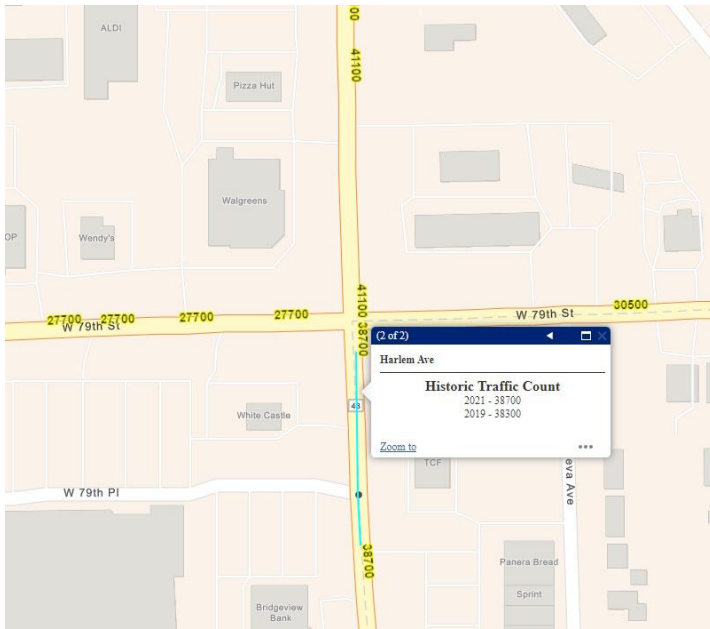 00
ALDI
41100
Pizza Hut
Walgreens
OP
Wendy's
41100
30500
27700 27700 27700 27700
W 79th St
W 79th St
38700
(2 of 2)
Harlem Ave
Historic Traffic Count
2021 - 38700
2019 - 38300
Zoom to
43
White Castle
TCF
eva Ave
W 79th Pl
38700
Panera Bread
Sprint
Bridgeview
Bank